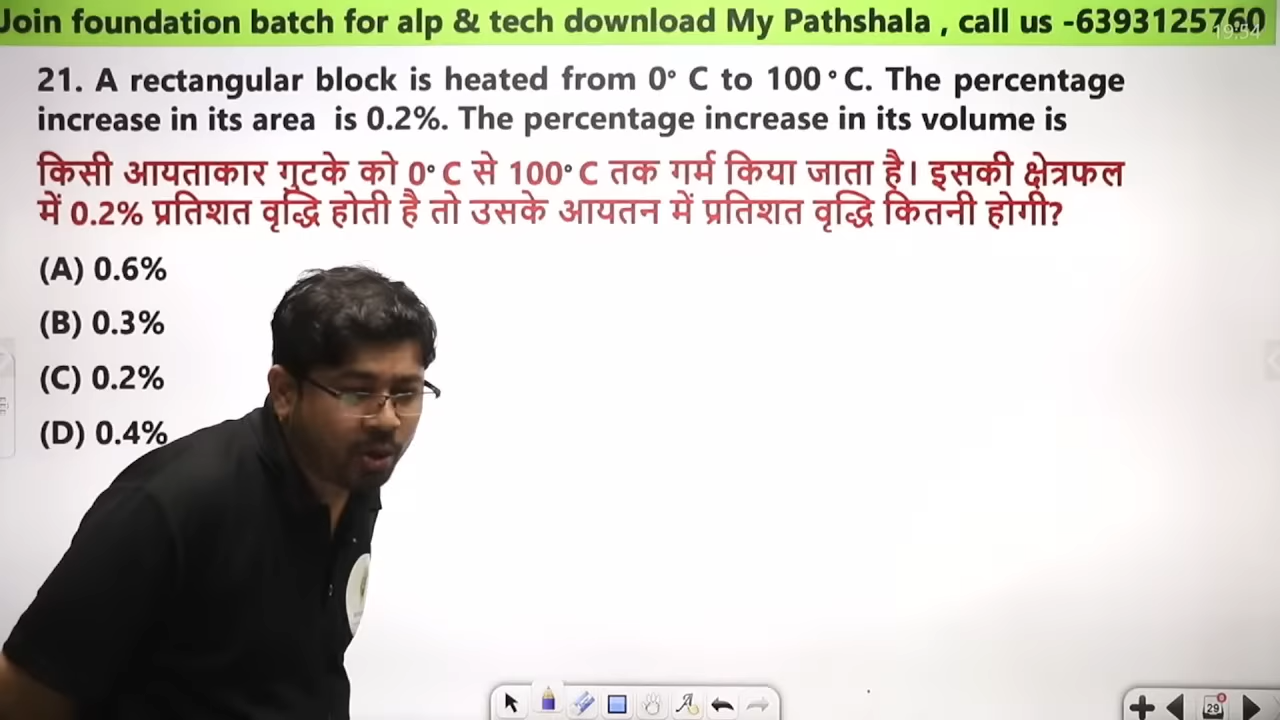 Join foundation batch for alp & tech download My Pathshala , call us -6393125760
19:54
21. A rectangular block is heated from 0° C to 100 °C. The percentage
increase in its area is 0.2%. The percentage increase in its volume is
किसी आयताकार गुटके को 0° C से 100° C तक गर्म किया जाता है। इसकी क्षेत्रफल
में 0.2% प्रतिशत वृद्धि होती है तो उसके आयतन में प्रतिशत वृद्धि कितनी होगी?
(A) 0.6%
(B) 0.3%
(C) 0.2%
(D) 0.4%
29